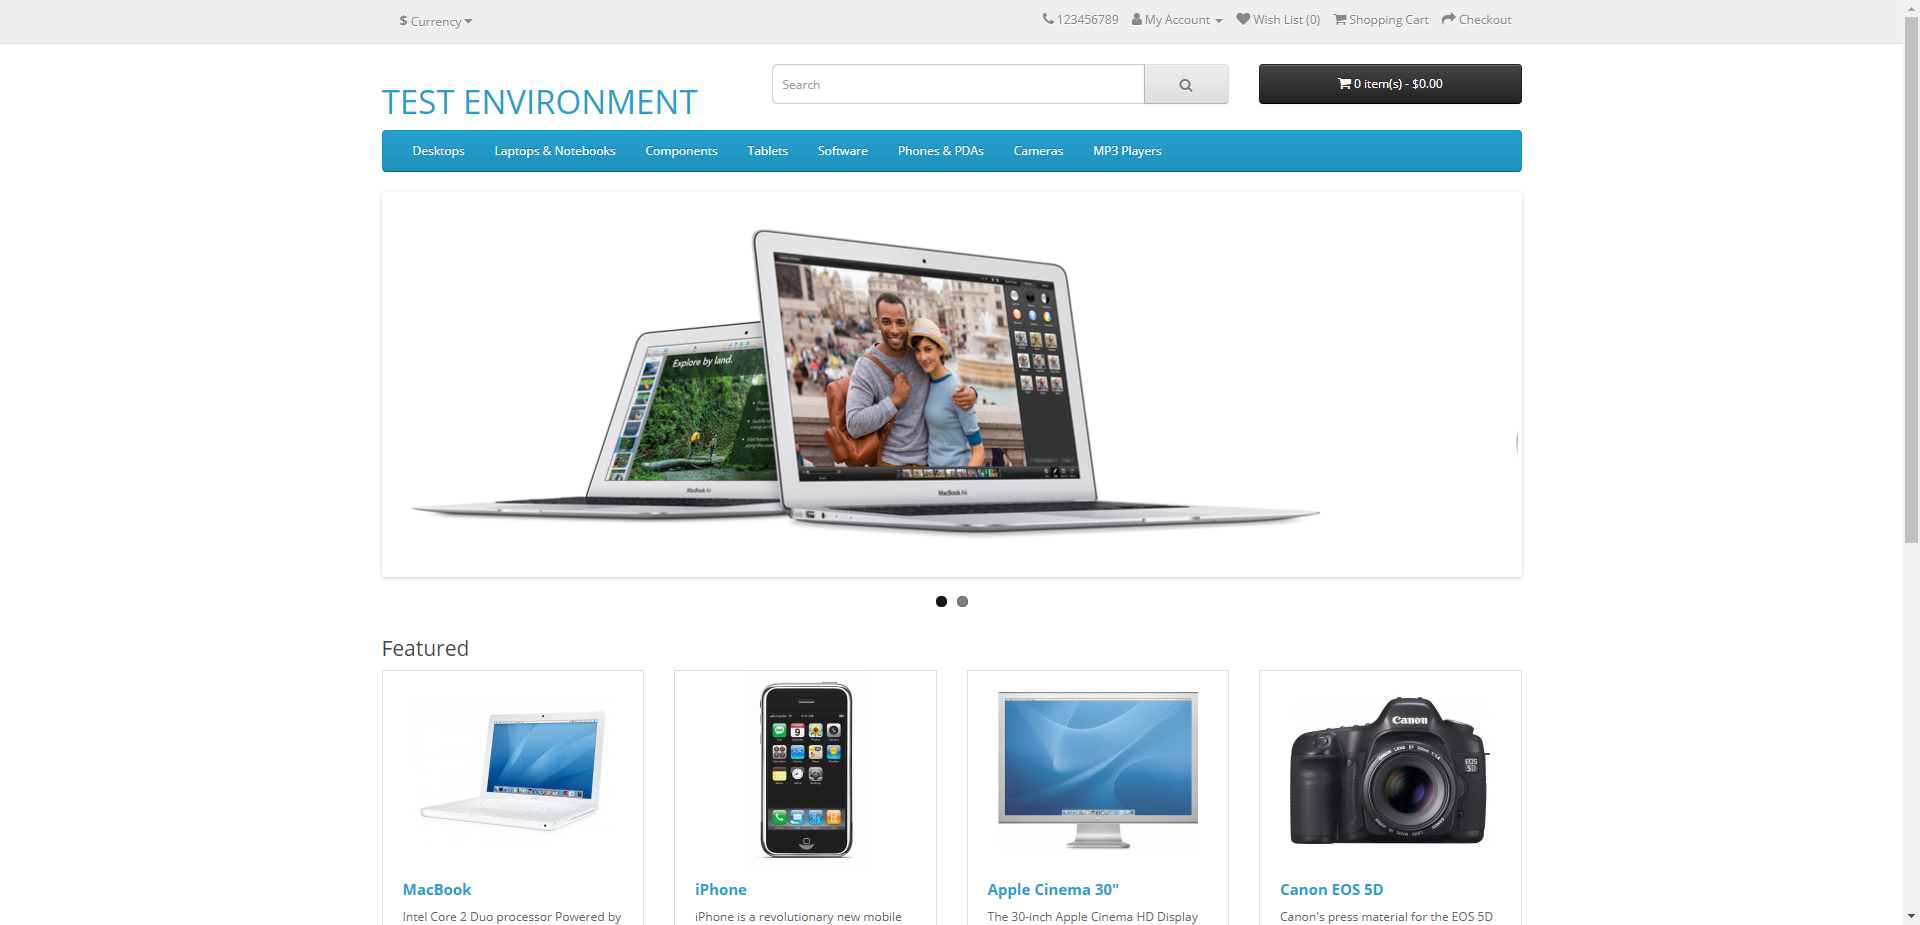 $ Currency
123456789 My Account Wish List (0) Shopping Cart Checkout
TEST ENVIRONMENT
Search
0 item(s) - $0.00
Desktops Laptops & Notebooks Components Tablets Software Phones & PDAs Cameras MP3 Players
Explore by land.
MacBook Air
MacBook Air
Featured
Canon
EOS
5D
MacBook
Intel Core 2 Duo processor Powered by
iPhone
iPhone is a revolutionary new mobile
Apple Cinema 30"
The 30-inch Apple Cinema HD Display
Canon EOS 5D
Canon's press material for the EOS 5D